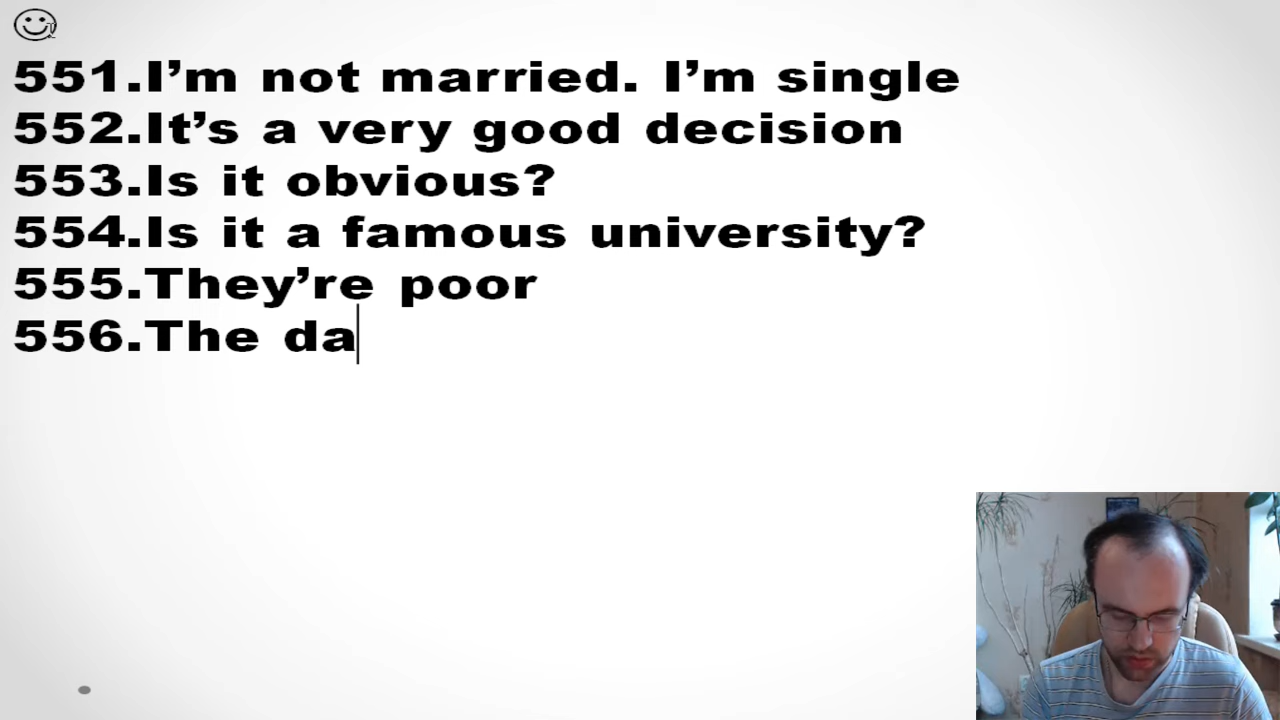 551.I’m not married. I’m single
552.It’s a very good decision
553.Is it obvious?
554.Is it a famous university?
555.They’re poor
556.The da